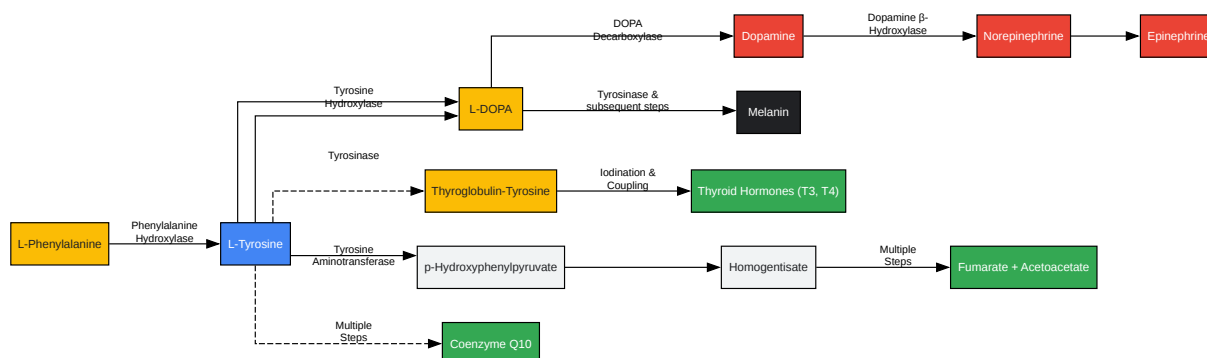 DOPA
Decarboxylase
Dopamine
Dopamine β-
Hydroxylase
Norepinephrine
Epinephrine
Tyrosine
Hydroxylase
L-DOPA
Tyrosinase &
subsequent steps
Melanin
Tyrosinase
Thyroglobulin-Tyrosine
Iodination &
Coupling
Thyroid Hormones (T3, T4)
L-Phenylalanine
Phenylalanine
Hydroxylase
L-Tyrosine
Tyrosine
Aminotransferase
p-Hydroxyphenylpyruvate
Homogentisate
Multiple
Steps
Fumarate + Acetoacetate
Multiple
Steps
Coenzyme Q10